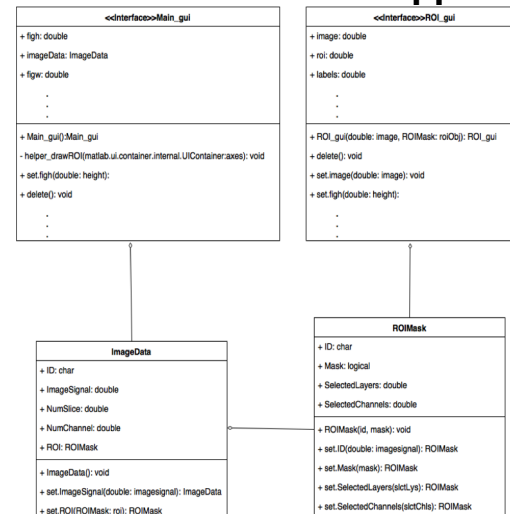 <<Interface>>Main_gui
+ figh: double
+ imageData: ImageData
+ figw: double
.
.
.
+ Main_gui():Main_gui
- helper_drawROI(matlab.ui.container.internal.UIContainer:axes): void
+ set.figh(double: height):
+ delete(): void
.
.
.
<<Interface>>ROI_gui
+ image: double
+ roi: double
+ labels: double
.
.
.
+ ROI_gui(double: image, ROIMask: roiObj): ROI_gui
+ delete(): void
+ set.image(double: image): void
+ set.figh(double: height):
.
.
.
ImageData
+ ID: char
+ ImageSignal: double
+ NumSlice: double
+ NumChannel: double
+ ROI: ROIMask
+ ImageData(): void
+ set.ImageSignal(double: imagesignal): ImageData
+ set.ROI(ROIMask: roi): ROIMask
ROIMask
+ ID: char
+ Mask: logical
+ SelectedLayers: double
+ SelectedChannels: double
+ ROIMask(id, mask): void
+ set.ID(double: imagesignal): ROIMask
+ set.Mask(mask): ROIMask
+ set.SelectedLayers(slctLys): ROIMask
+ set.SelectedChannels(slctChls): ROIMask